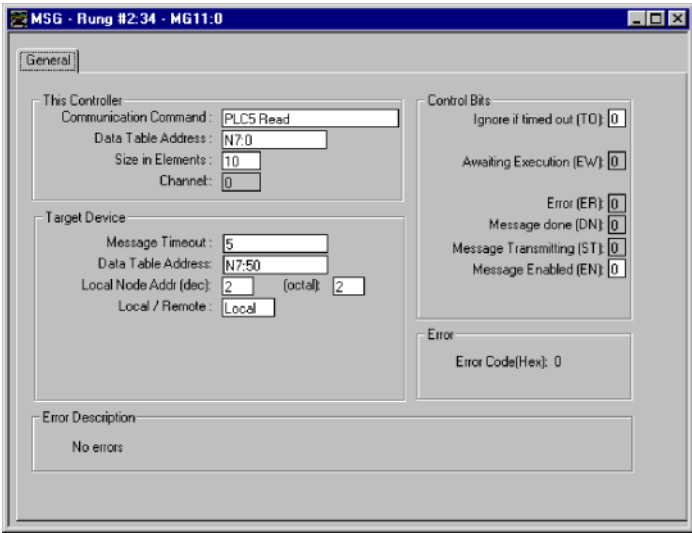 MSG - Rung #2:34 - MG11:0
General
This Controller
Communication Command : PLC5 Read
Data Table Address : N7:0
Size in Elements : 10
Channel: 0
Target Device
Message Timeout : 5
Data Table Address: N7:50
Local Node Addr (dec): 2 (octal): 2
Local / Remote : Local
Control Bits
Ignore if timed out (TO): 0
Awaiting Execution (EW): 0
Error (ER): 0
Message done (DN): 0
Message Transmitting (ST): 0
Message Enabled (EN): 0
Error
Error Code(Hex): 0
Error Description
No errors